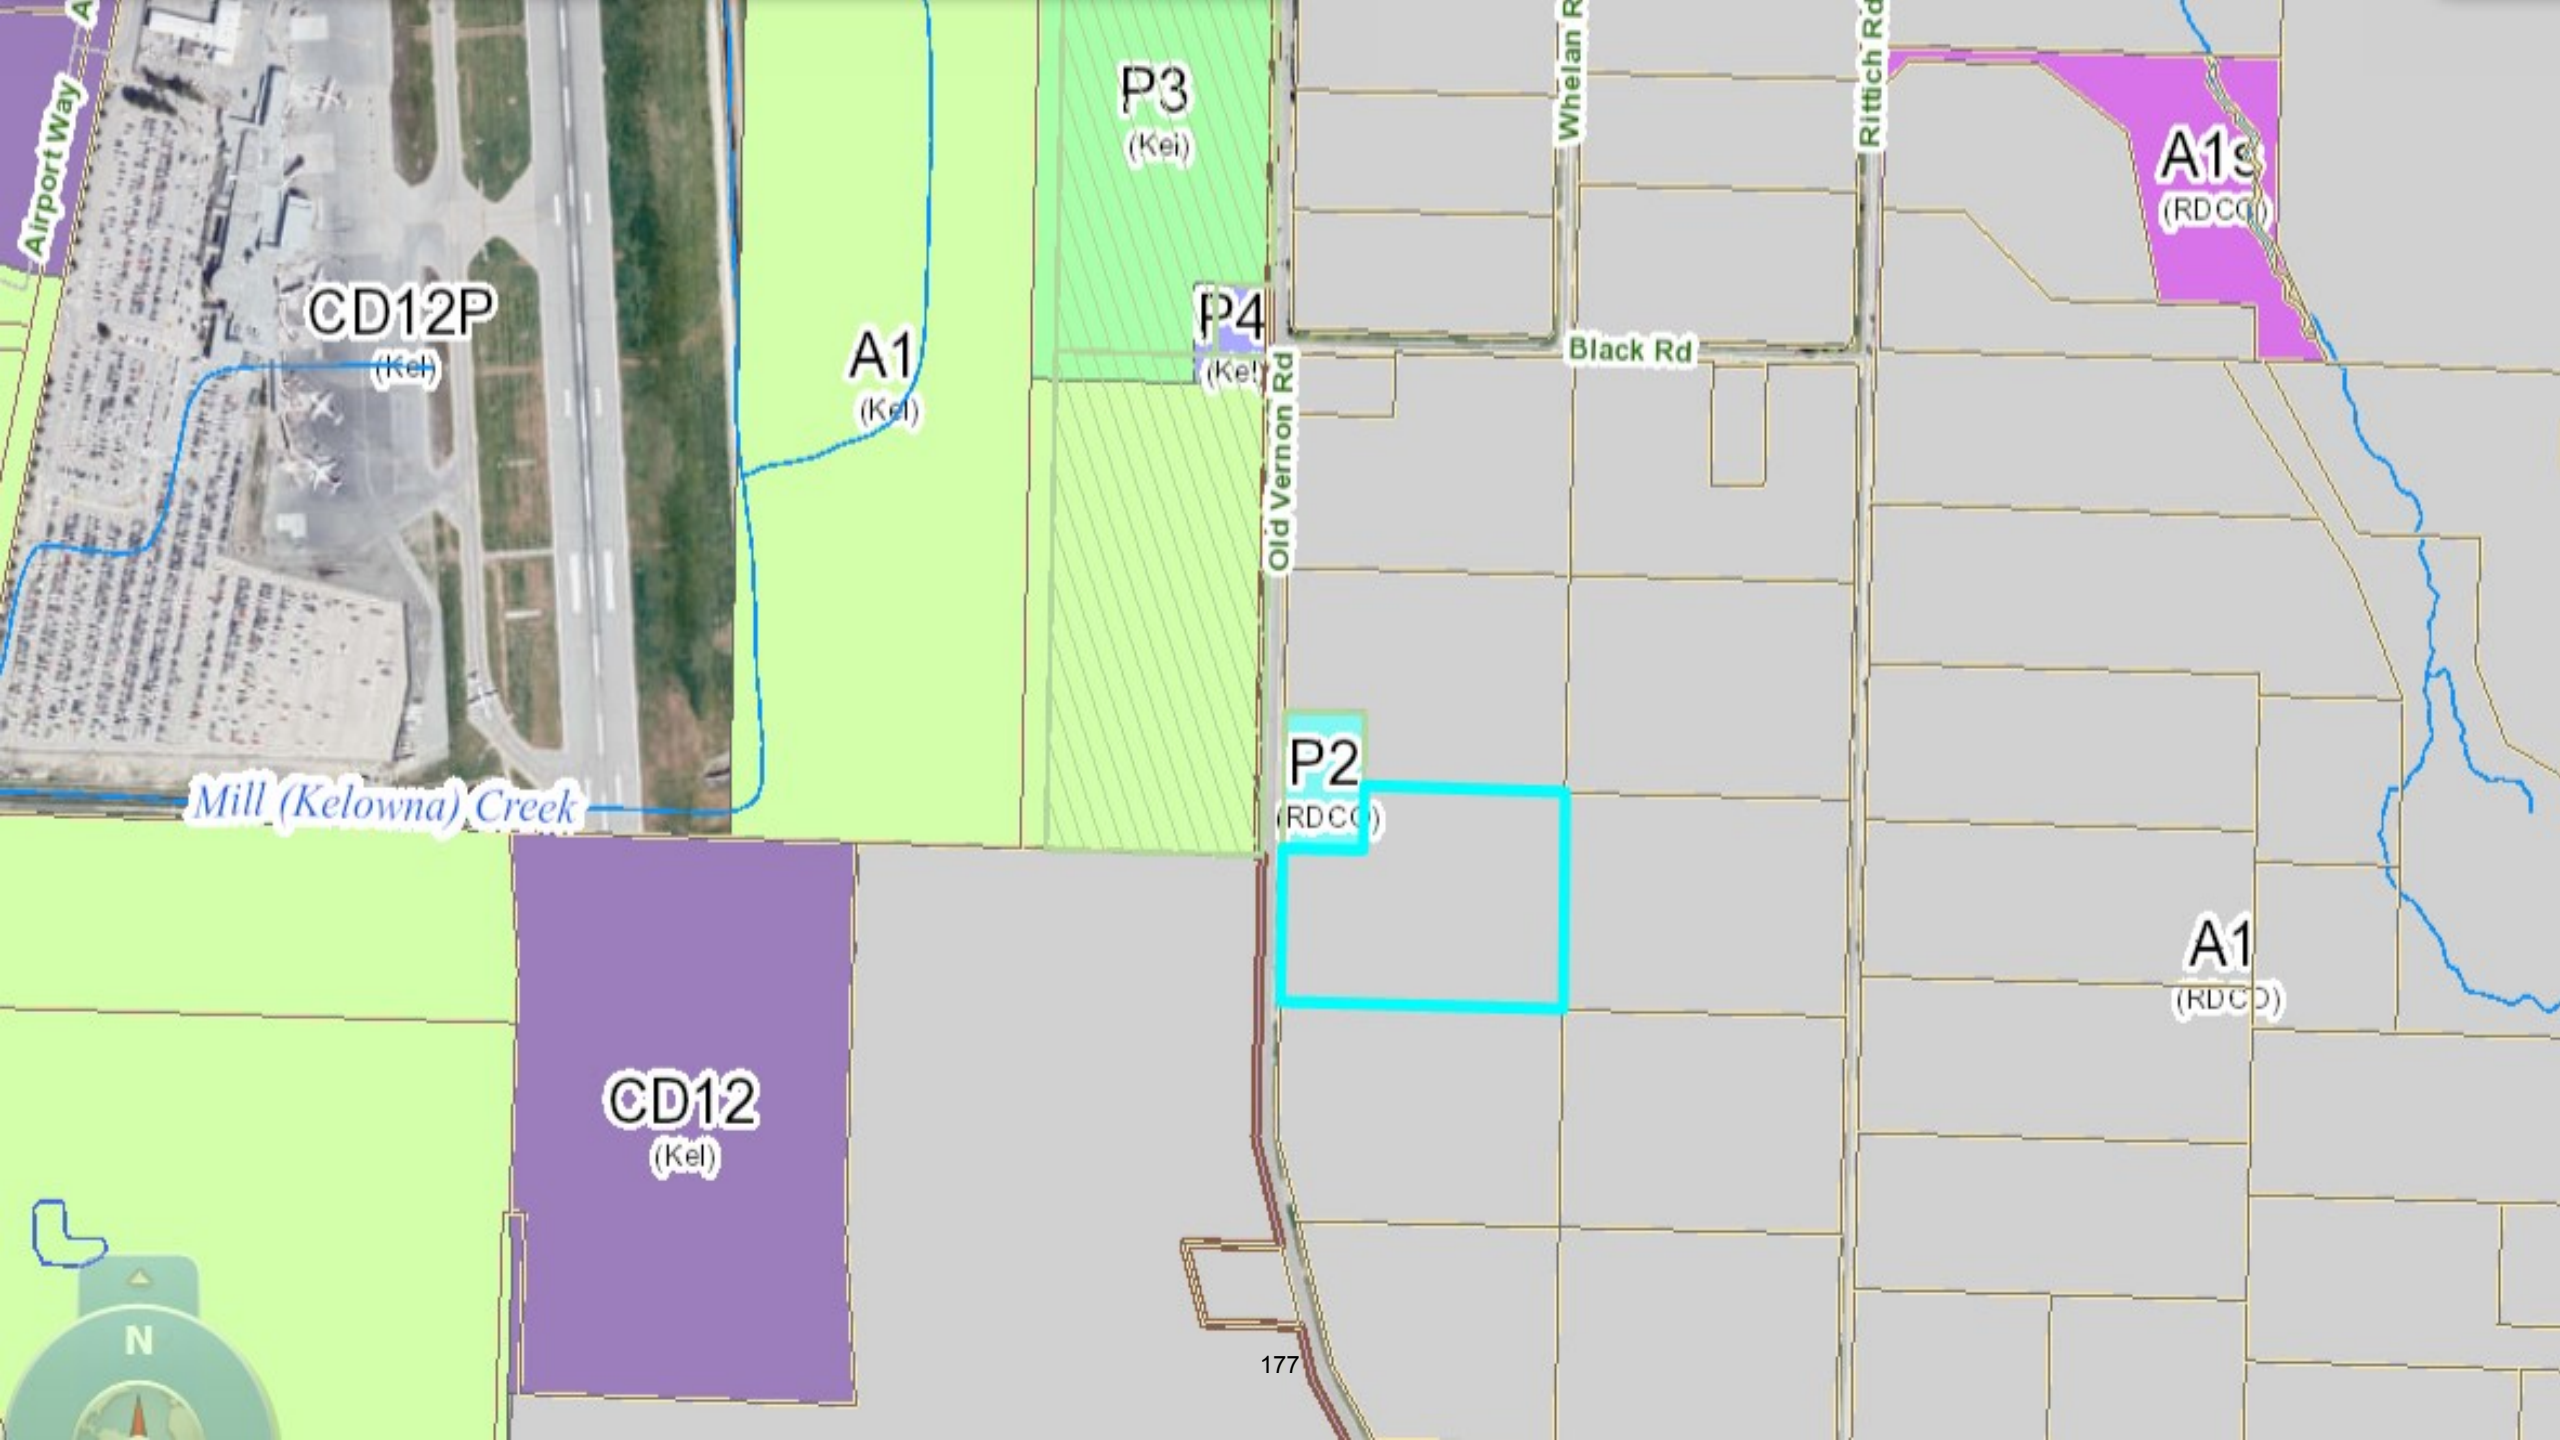 Airport Way
CD12P
(Kel)
A1
(Kel)
P3
(Kel)
P4
(Kel)
Old Vernon Rd
Whelan R
Rittich Rd
Black Rd
A1s
(RDCO)
Mill (Kelowna) Creek
P2
(RDCO)
CD12
(Kel)
A1
(RDCO)
N
177